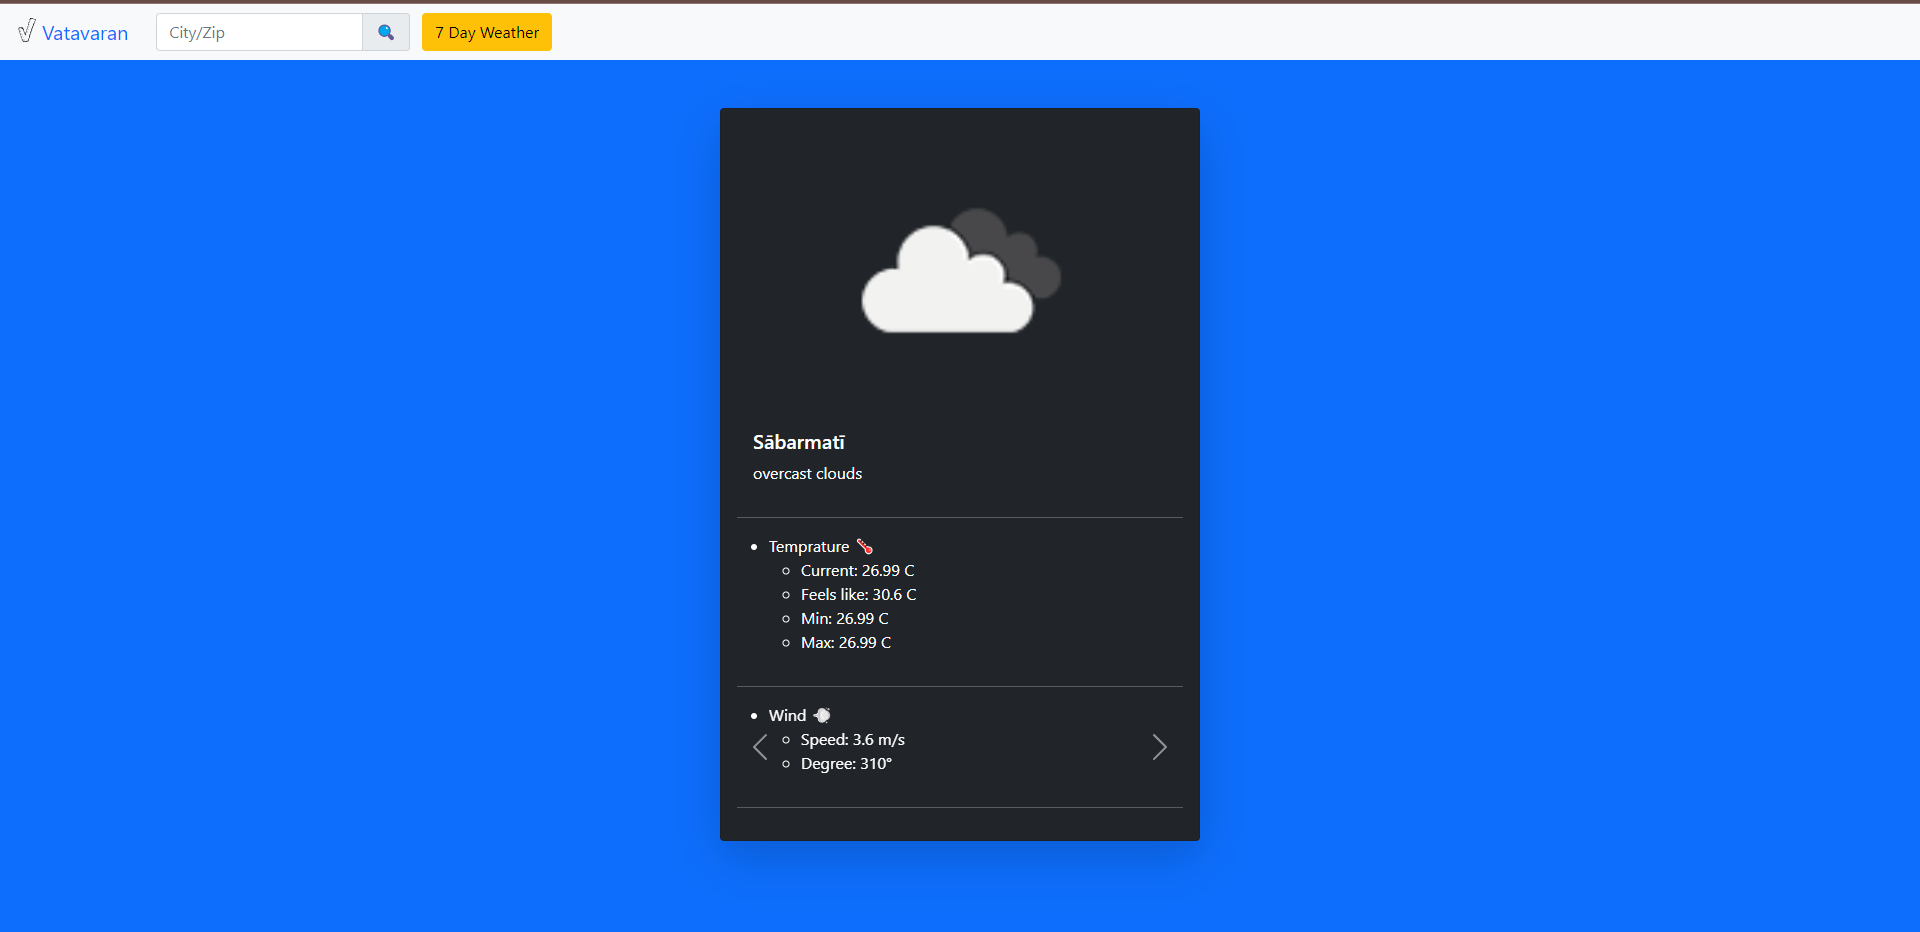 Vatavaran
City/Zip
7 Day Weather
Sābarmatī
overcast clouds
Temprature
Current: 26.99 C
Feels like: 30.6 C
Min: 26.99 C
Max: 26.99 C
Wind
Speed: 3.6 m/s
Degree: 310°